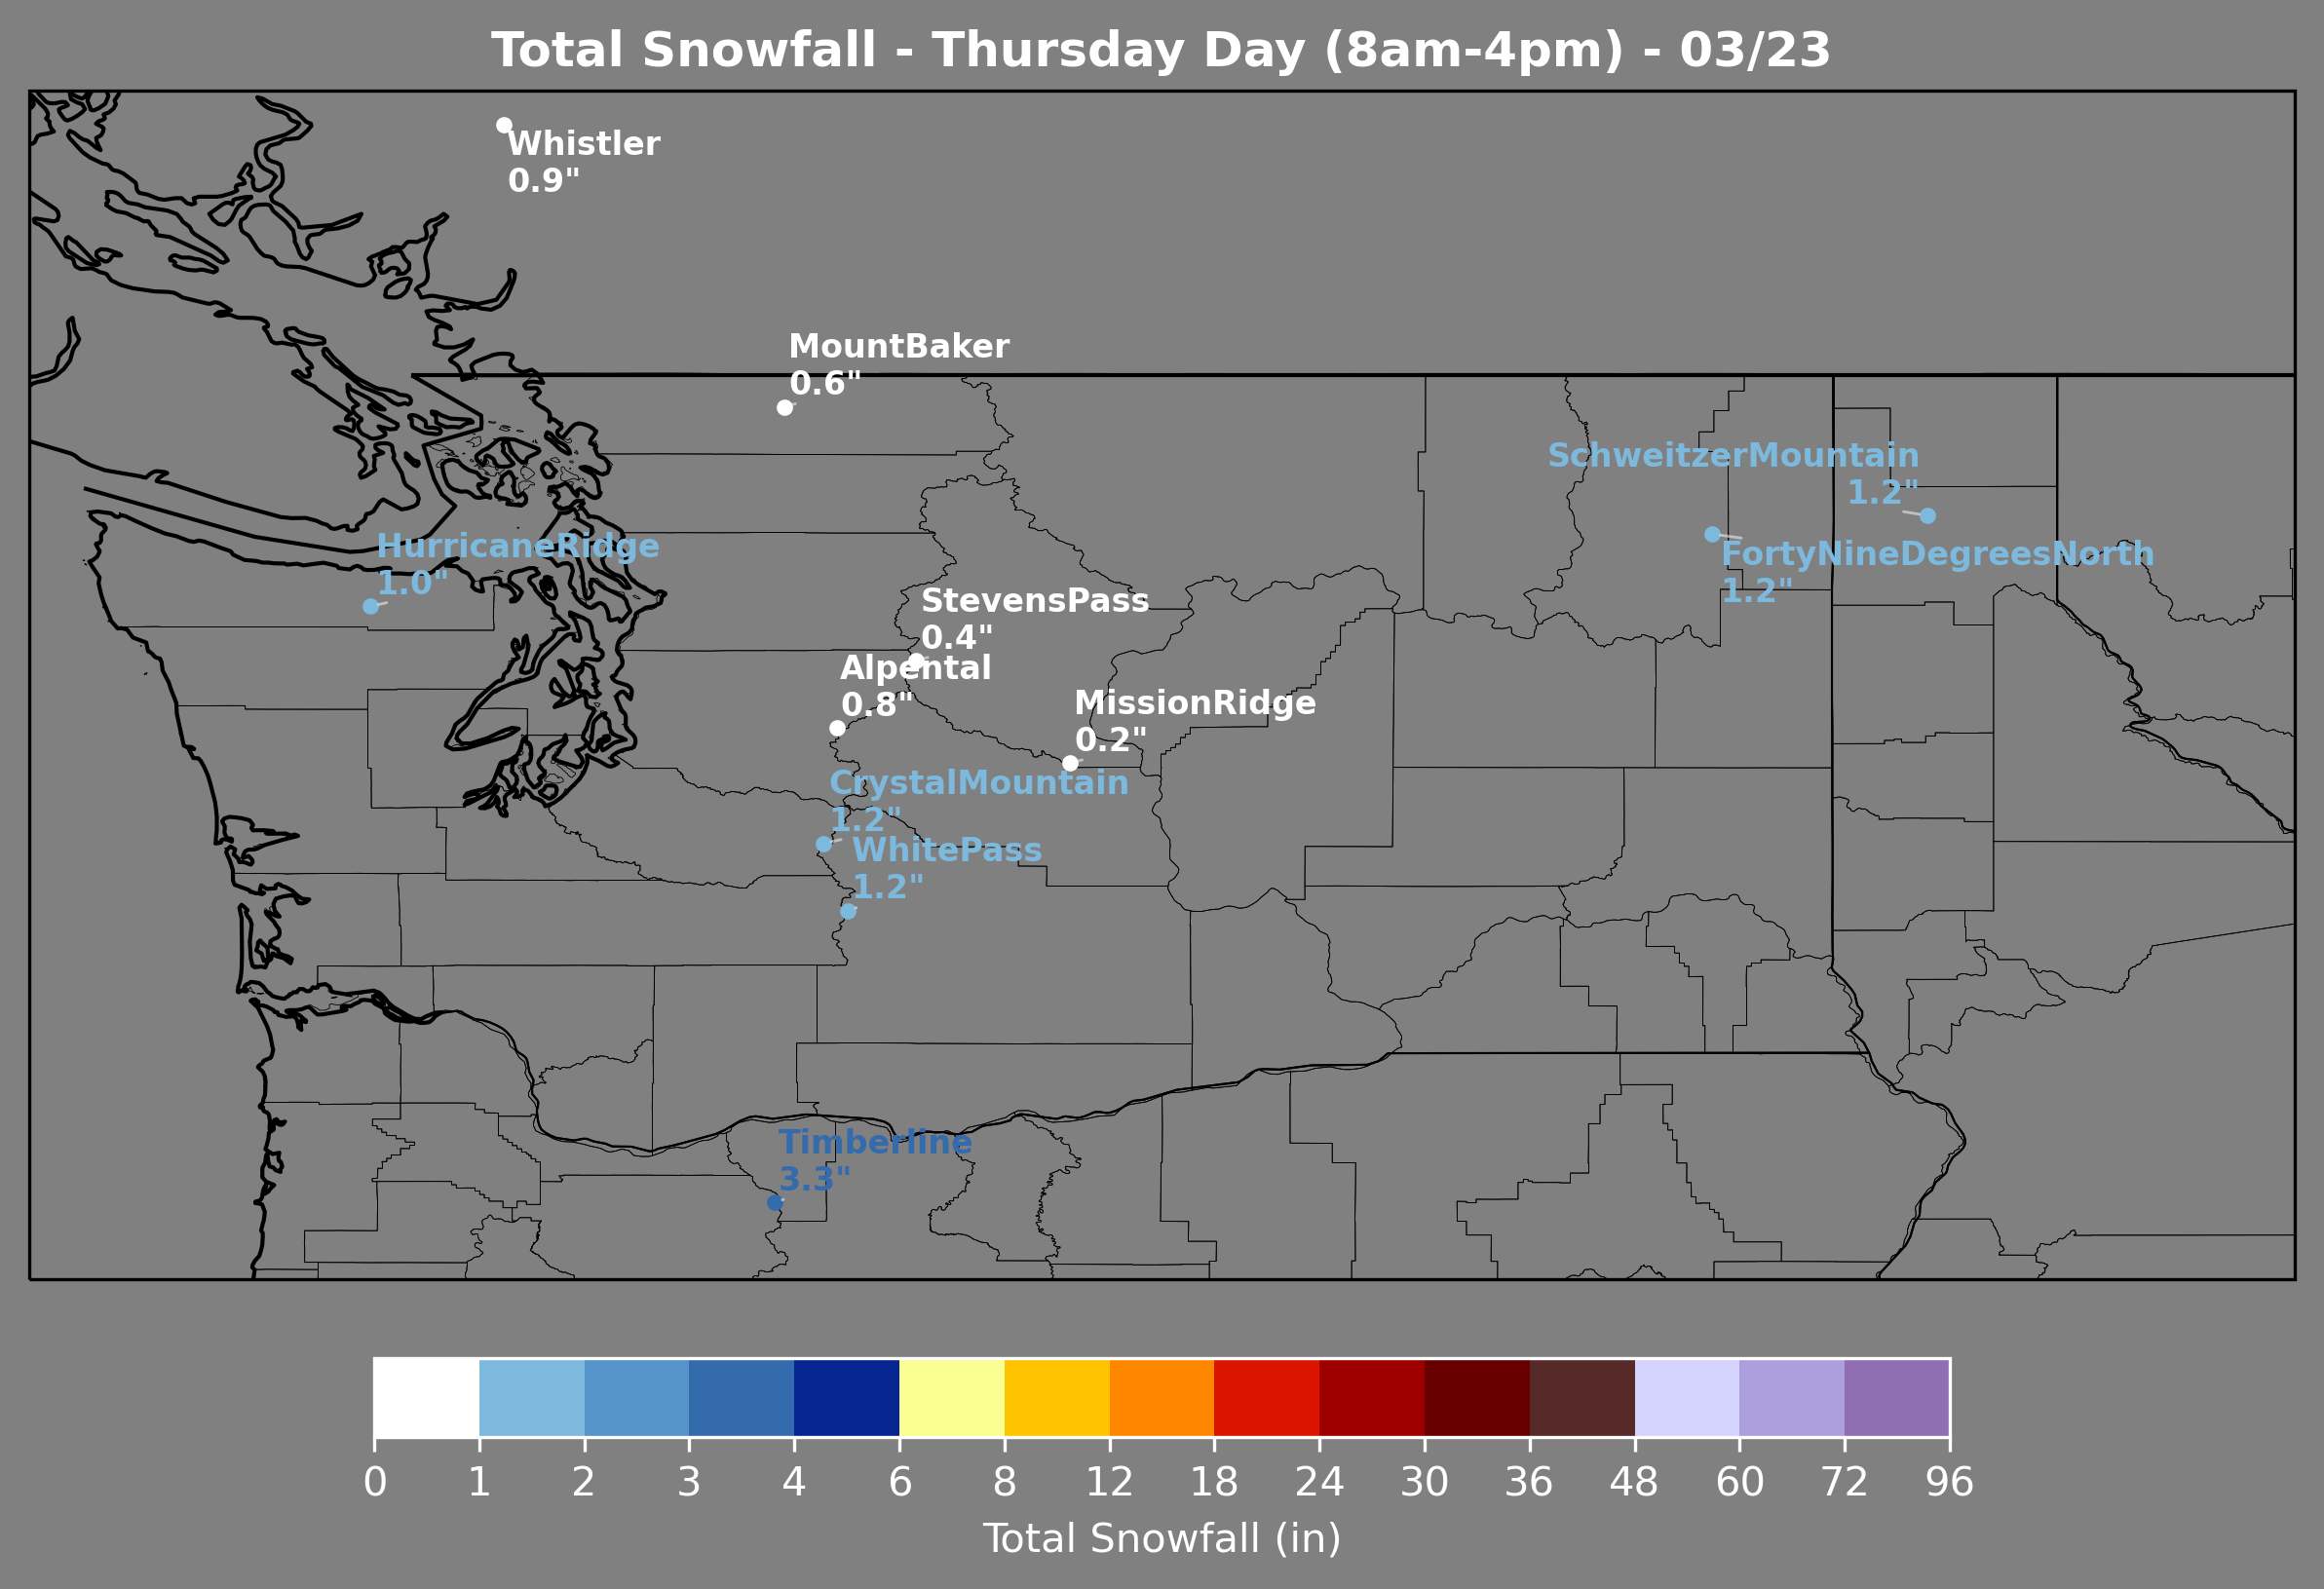 Total Snowfall - Thursday Day (8am-4pm) - 03/23
Whistler
0.9"
MountBaker
0.6"
SchweitzerMountain
1.2"
HurricaneRidge
1.0"
FortyNineDegreesNorth
1.2"
StevensPass
0.4"
Alpental
0.8"
MissionRidge
0.2"
CrystalMountain
1.2"
WhitePass
1.2"
Timberline
3.3"
0 1 2 3 4 6 8 12 18 24 30 36 48 60 72 96
Total Snowfall (in)